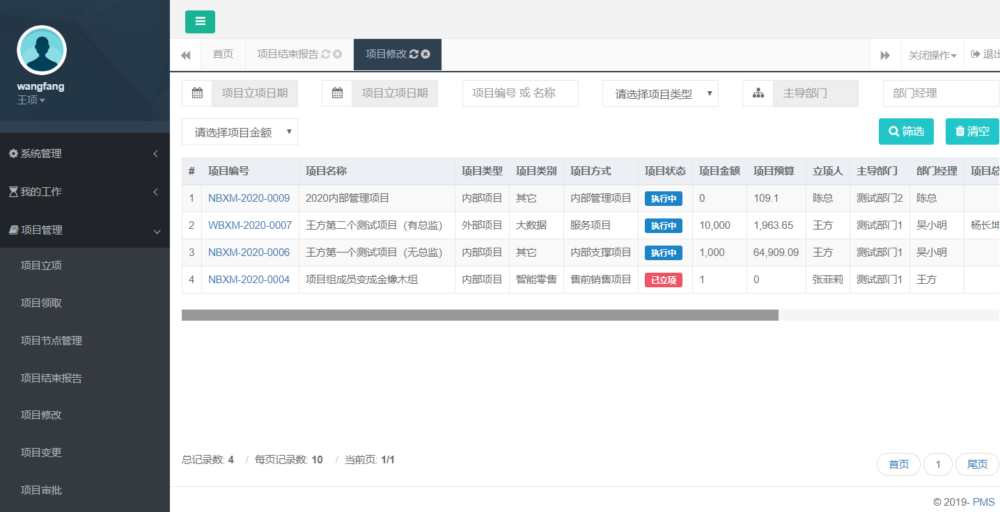 wangfang
王项
系统管理
我的工作
项目管理
项目立项
项目领取
项目节点管理
项目结束报告
项目修改
项目变更
项目审批
首页 项目结束报告 项目修改 关闭操作 退出
项目立项日期 项目立项日期 项目编号 或 名称 请选择项目类型 主导部门 部门经理
请选择项目金额 筛选 清空
# 项目编号 项目名称 项目类型 项目类别 项目方式 项目状态 项目金额 项目预算 立项人 主导部门 部门经理 项目总
1 NBXM-2020-0009 2020内部管理项目 内部项目 其它 内部管理项目 执行中 0 109.1 陈总 测试部门2 陈总
2 WBXM-2020-0007 王方第二个测试项目（有总监） 外部项目 大数据 服务项目 执行中 10,000 1,963.65 王方 测试部门1 吴小明 杨长坤
3 NBXM-2020-0006 王方第一个测试项目（无总监） 内部项目 其它 内部支撑项目 执行中 1,000 64,909.09 王方 测试部门1 吴小明
4 NBXM-2020-0004 项目组成员变成金橡木组 内部项目 智能零售 售前销售项目 已立项 1 0 张菲莉 测试部门1 王方
总记录数: 4 / 每页记录数: 10 / 当前页: 1/1
首页 1 尾页
© 2019- PMS